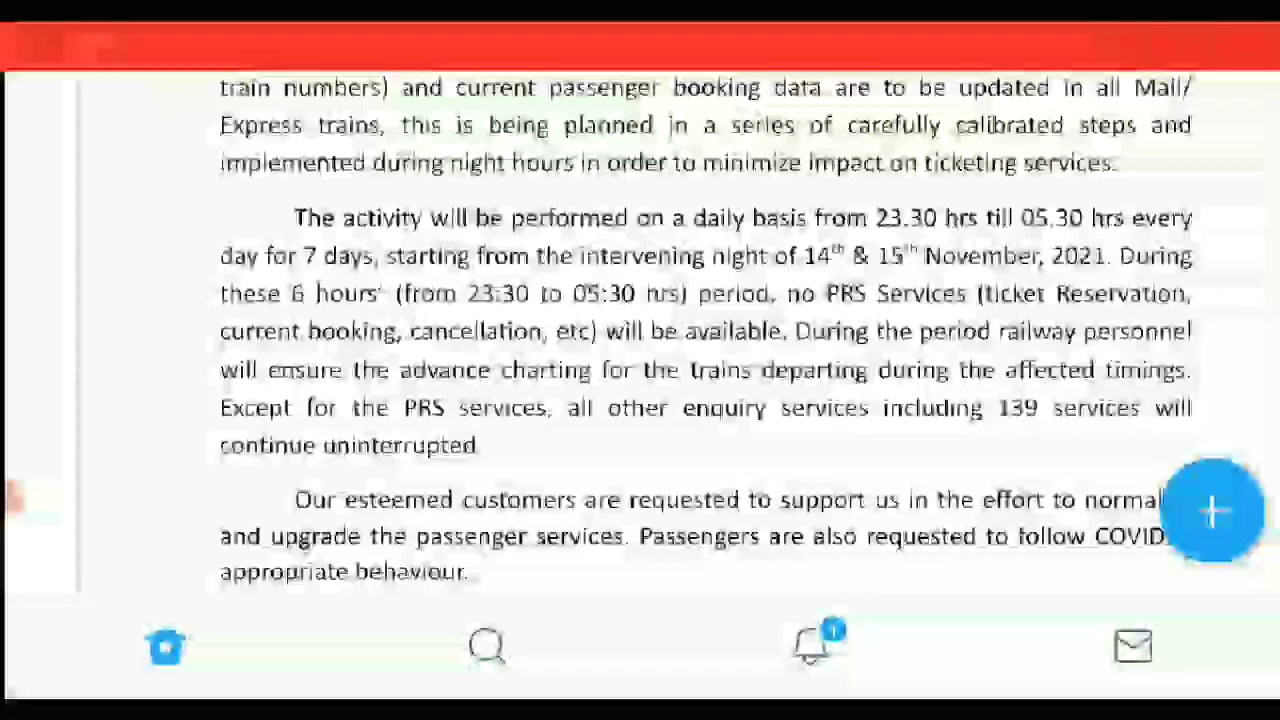 train numbers) and current passenger booking data are to be updated in all Mail/
Express trains, this is being planned in a series of carefully calibrated steps and
implemented during night hours in order to minimize impact on ticketing services.
The activity will be performed on a daily basis from 23.30 hrs till 05.30 hrs every
day for 7 days, starting from the intervening night of 14th & 15th November, 2021. During
these 6 hours' (from 23:30 to 05:30 hrs) period, no PRS Services (ticket Reservation,
current booking, cancellation, etc) will be available. During the period railway personnel
will ensure the advance charting for the trains departing during the affected timings.
Except for the PRS services, all other enquiry services including 139 services will
continue uninterrupted
Our esteemed customers are requested to support us in the effort to normal
and upgrade the passenger services. Passengers are also requested to follow COVID
appropriate behaviour.
1